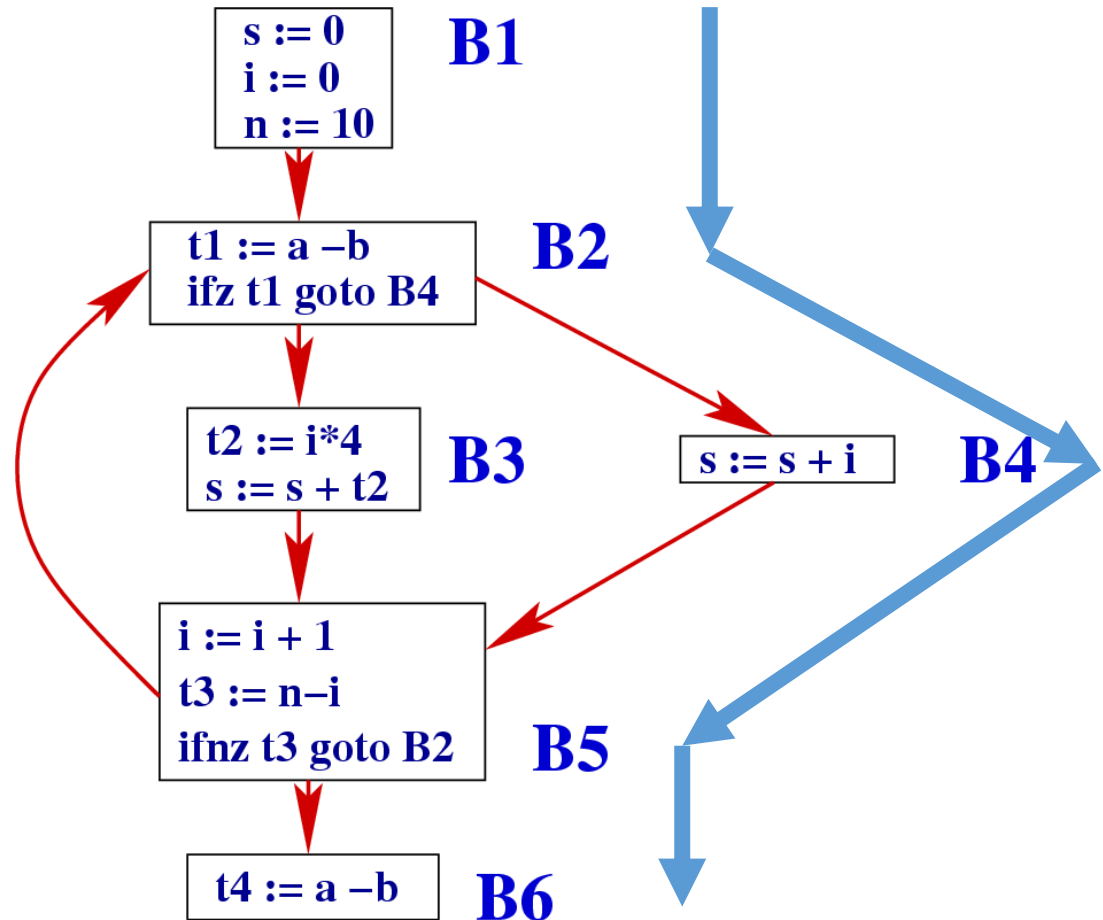 s := 0
i := 0
n := 10
B1
t1 := a −b
ifz t1 goto B4
B2
t2 := i*4
s := s + t2
B3
s := s + i
B4
i := i + 1
t3 := n−i
ifnz t3 goto B2
B5
t4 := a −b
B6